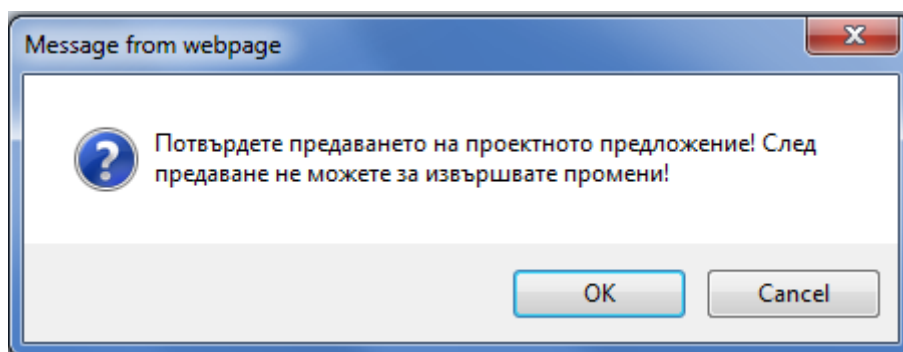 Message from webpage
Потвърдете предаването на проектното предложение! След
предаване не можете за извършвате промени!
OK
Cancel